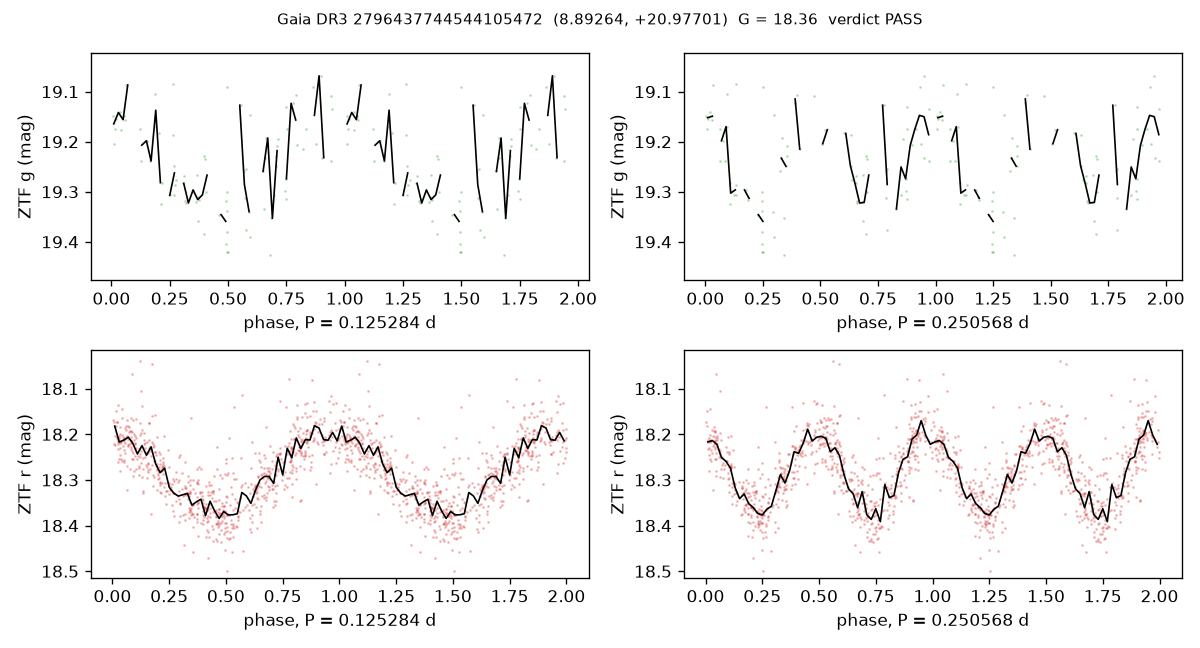 Gaia DR3 2796437744544105472  (8.89264, +20.97701)  G = 18.36  verdict PASS
ZTF g (mag)
19.1
19.2
19.3
19.4
0.00 0.25 0.50 0.75 1.00 1.25 1.50 1.75 2.00
phase, P = 0.125284 d
ZTF g (mag)
19.1
19.2
19.3
19.4
0.00 0.25 0.50 0.75 1.00 1.25 1.50 1.75 2.00
phase, P = 0.250568 d
ZTF r (mag)
18.1
18.2
18.3
18.4
18.5
0.00 0.25 0.50 0.75 1.00 1.25 1.50 1.75 2.00
phase, P = 0.125284 d
ZTF r (mag)
18.1
18.2
18.3
18.4
18.5
0.00 0.25 0.50 0.75 1.00 1.25 1.50 1.75 2.00
phase, P = 0.250568 d